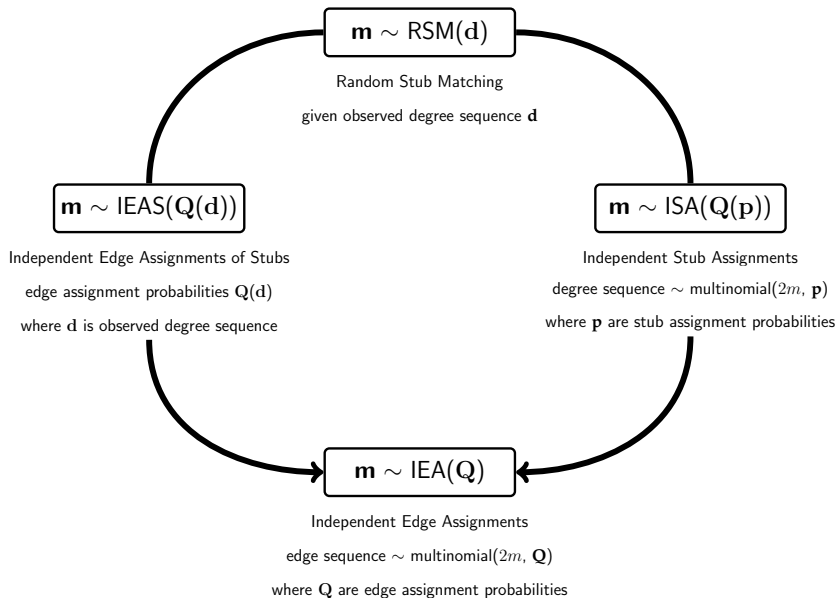 m ∼ RSM(d)
Random Stub Matching
given observed degree sequence d
m ∼ IEAS(Q(d))
Independent Edge Assignments of Stubs
edge assignment probabilities Q(d)
where d is observed degree sequence
m ∼ ISA(Q(p))
Independent Stub Assignments
degree sequence ∼ multinomial(2m, p)
where p are stub assignment probabilities
m ∼ IEA(Q)
Independent Edge Assignments
edge sequence ∼ multinomial(2m, Q)
where Q are edge assignment probabilities